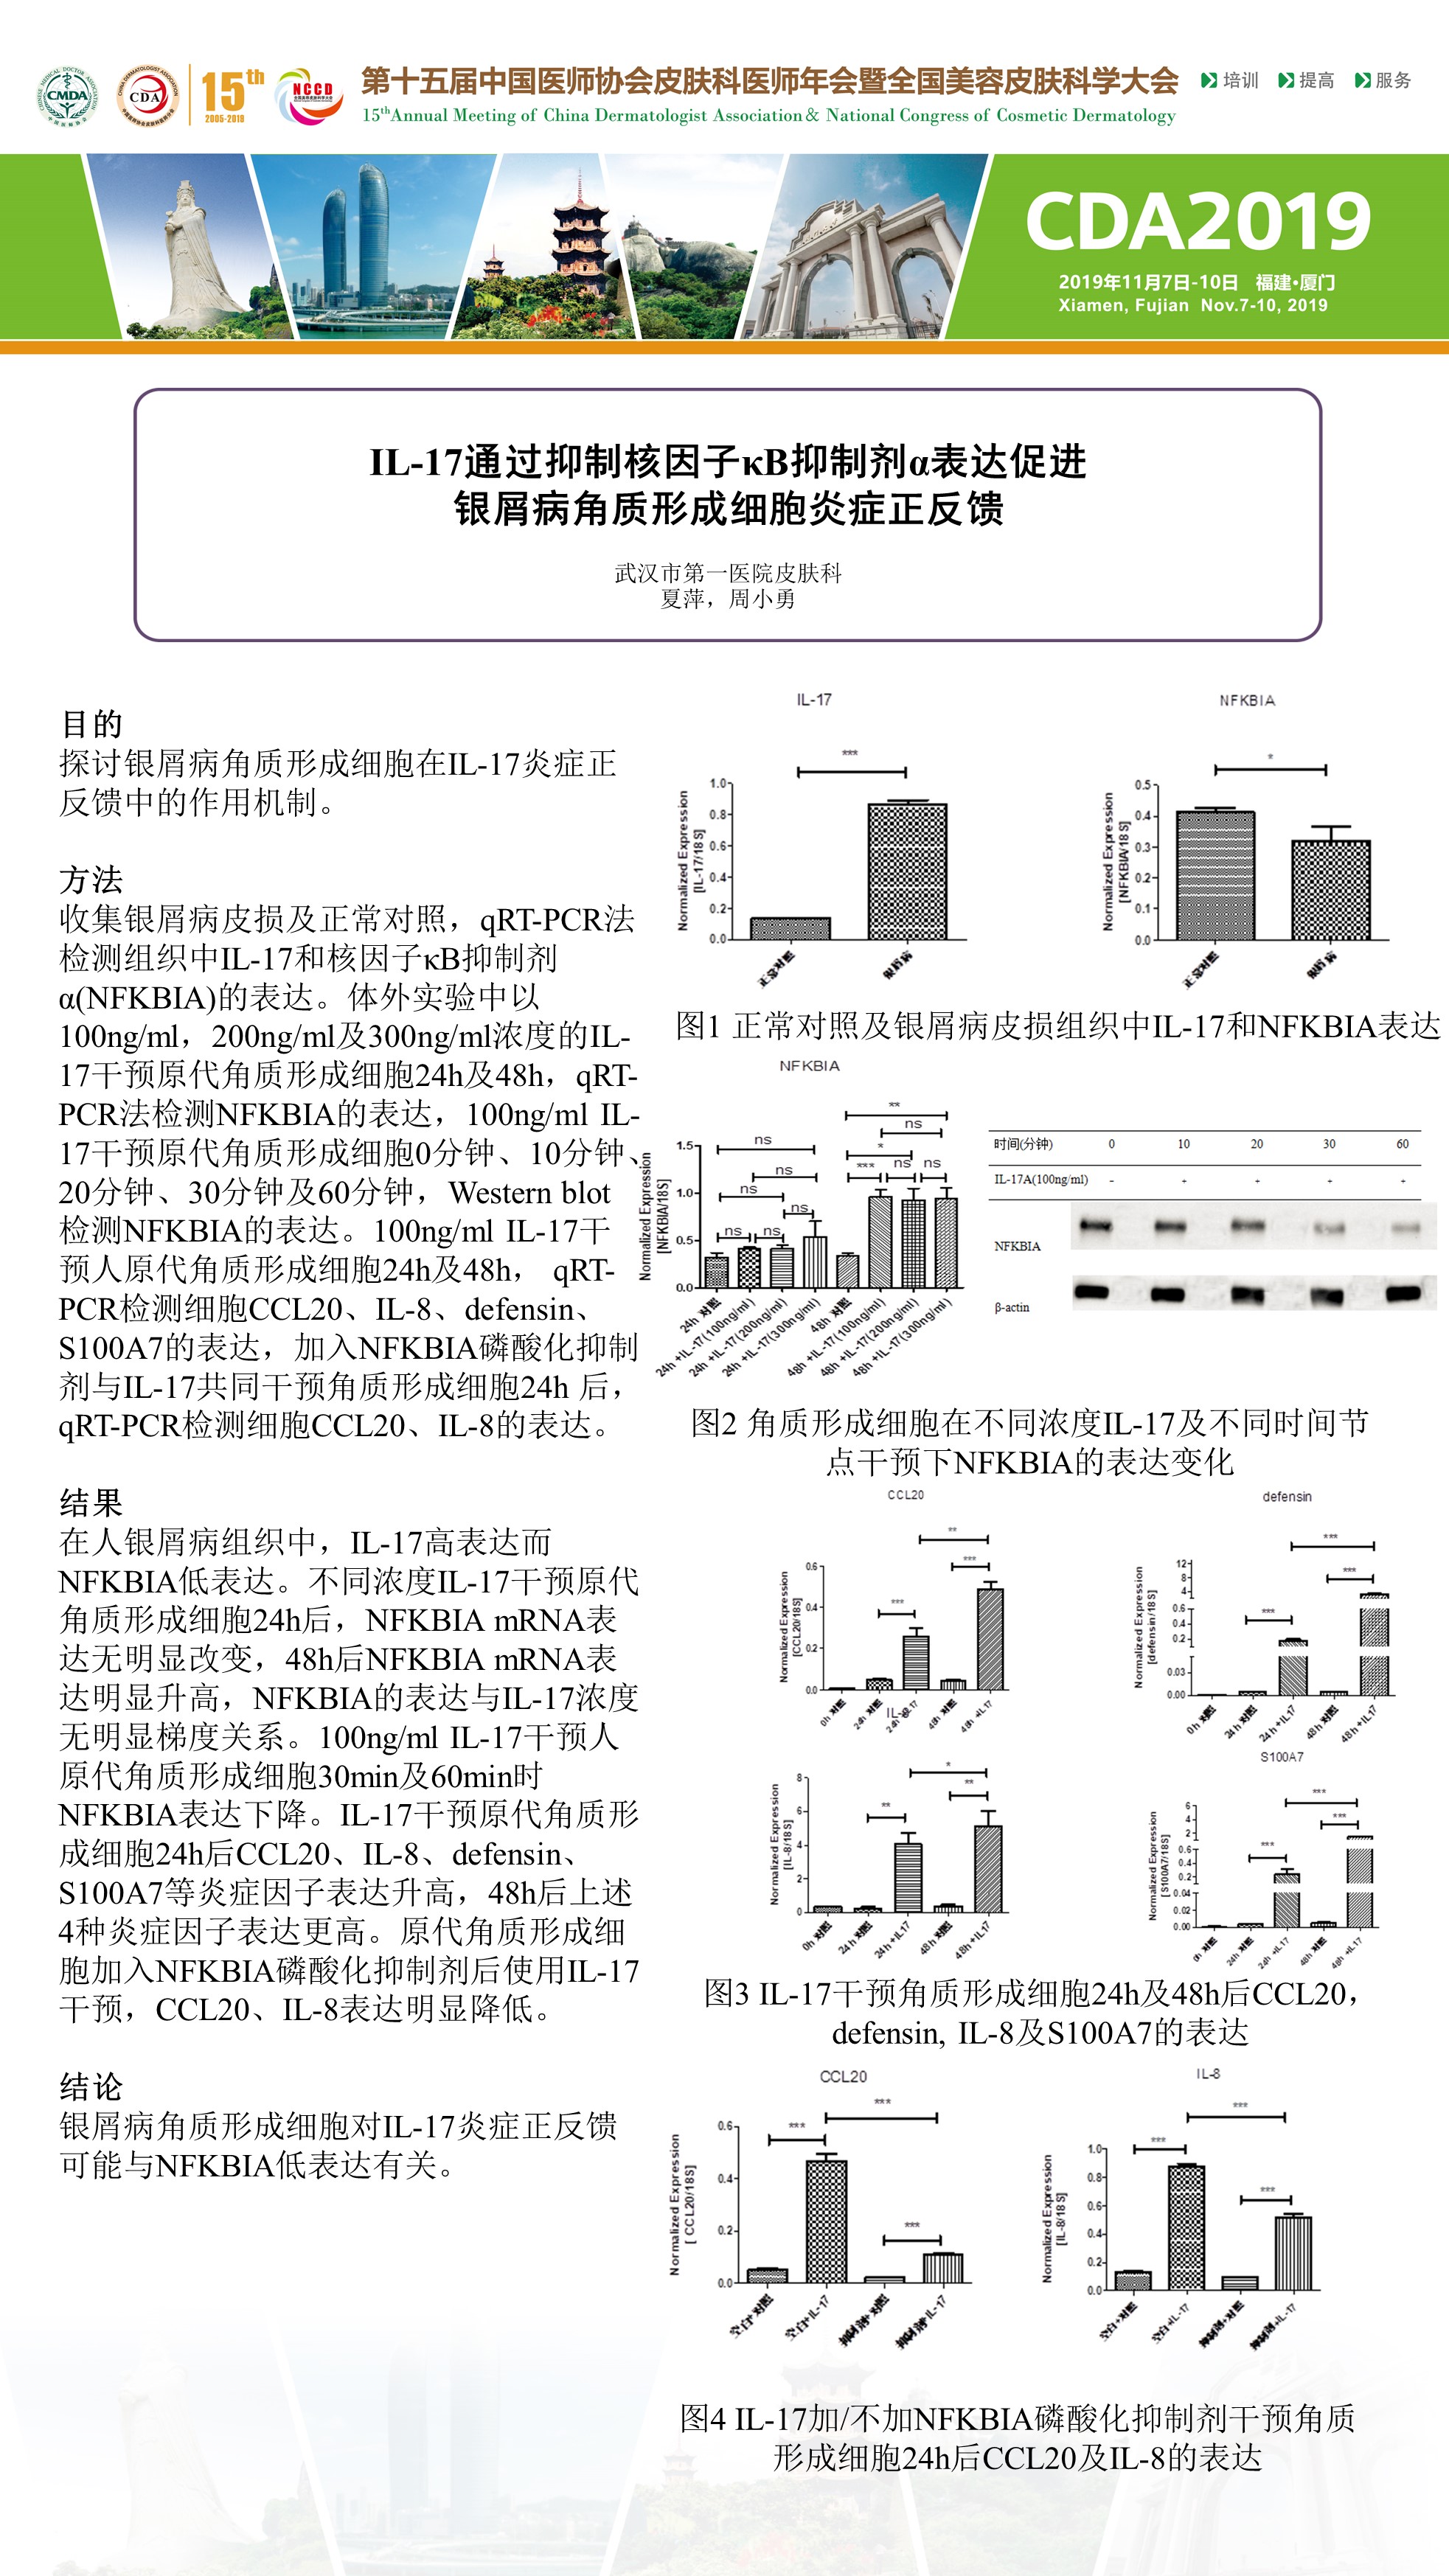 CMDA
CDA
15th
2005-2019
NCCD
第十五届中国医师协会皮肤科医师年会暨全国美容皮肤科学大会
15thAnnual Meeting of China Dermatologist Association& National Congress of Cosmetic Dermatology
培训
提高
服务
CDA2019
2019年11月7日-10日 福建•厦门
Xiamen, Fujian Nov.7-10, 2019
IL-17通过抑制核因子κB抑制剂α表达促进
银屑病角质形成细胞炎症正反馈
武汉市第一医院皮肤科
夏萍，周小勇
目的
探讨银屑病角质形成细胞在IL-17炎症正
反馈中的作用机制。
方法
收集银屑病皮损及正常对照，qRT-PCR法
检测组织中IL-17和核因子κB抑制剂
α(NFKBIA)的表达。体外实验中以
100ng/ml，200ng/ml及300ng/ml浓度的IL-
17干预原代角质形成细胞24h及48h，qRT-
PCR法检测NFKBIA的表达，100ng/ml IL-
17干预原代角质形成细胞0分钟、10分钟、
20分钟、30分钟及60分钟，Western blot
检测NFKBIA的表达。100ng/ml IL-17干
预人原代角质形成细胞24h及48h， qRT-
PCR检测细胞CCL20、IL-8、defensin、
S100A7的表达，加入NFKBIA磷酸化抑制
剂与IL-17共同干预角质形成细胞24h 后，
qRT-PCR检测细胞CCL20、IL-8的表达。
结果
在人银屑病组织中，IL-17高表达而
NFKBIA低表达。不同浓度IL-17干预原代
角质形成细胞24h后，NFKBIA mRNA表
达无明显改变，48h后NFKBIA mRNA表
达明显升高，NFKBIA的表达与IL-17浓度
无明显梯度关系。100ng/ml IL-17干预人
原代角质形成细胞30min及60min时
NFKBIA表达下降。IL-17干预原代角质形
成细胞24h后CCL20、IL-8、defensin、
S100A7等炎症因子表达升高，48h后上述
4种炎症因子表达更高。原代角质形成细
胞加入NFKBIA磷酸化抑制剂后使用IL-17
干预，CCL20、IL-8表达明显降低。
结论
银屑病角质形成细胞对IL-17炎症正反馈
可能与NFKBIA低表达有关。
IL-17
***
Normalized Expression
[IL-17/18S]
1.0
0.8
0.6
0.4
0.2
0.0
正常对照
银屑病
NFKBIA
*
Normalized Expression
[NFKBIA/18S]
0.5
0.4
0.3
0.2
0.1
0.0
正常对照
银屑病
图1 正常对照及银屑病皮损组织中IL-17和NFKBIA表达
NFKBIA
Normalized Expression
[NFKBIA/18S]
1.5
1.0
0.5
0.0
ns
ns
ns
ns
ns
ns
**
ns
*
***
ns
ns
24h 对照
24h +IL-17(100ng/ml)
24h +IL-17(200ng/ml)
24h +IL-17(300ng/ml)
48h 对照
48h +IL-17(100ng/ml)
48h +IL-17(200ng/ml)
48h +IL-17(300ng/ml)
时间(分钟) 0 10 20 30 60
IL-17A(100ng/ml) - + + + +
NFKBIA
β-actin
图2 角质形成细胞在不同浓度IL-17及不同时间节
点干预下NFKBIA的表达变化
CCL20
Normalized Expression
[CCL20/18S]
0.6
0.4
0.2
0.0
***
**
***
0h 对照
24h 对照
24h +IL17
48h 对照
48h +IL17
defensin
Normalized Expression
[defensin/18S]
12
8
4
0.6
0.4
0.2
0.03
0.00
***
***
***
0h 对照
24h 对照
24h +IL17
48h 对照
48h +IL17
IL-8
Normalized Expression
[IL-8/18S]
8
6
4
2
0
**
*
**
0h 对照
24h 对照
24h +IL17
48h 对照
48h +IL17
S100A7
Normalized Expression
[S100A7/18S]
6
4
2
0.6
0.4
0.2
0.04
0.02
0.00
***
***
***
0h 对照
24h 对照
24h +IL17
48h 对照
48h +IL17
图3 IL-17干预角质形成细胞24h及48h后CCL20，
defensin, IL-8及S100A7的表达
CCL20
Normalized Expression
[ CCL20/18S]
0.6
0.4
0.2
0.0
***
***
***
空白+对照
空白+IL-17
抑制剂+对照
抑制剂+IL-17
IL-8
Normalized Expression
[IL-8/18S]
1.0
0.8
0.6
0.4
0.2
0.0
***
***
***
空白+对照
空白+IL-17
抑制剂+对照
抑制剂+IL-17
图4 IL-17加/不加NFKBIA磷酸化抑制剂干预角质
形成细胞24h后CCL20及IL-8的表达